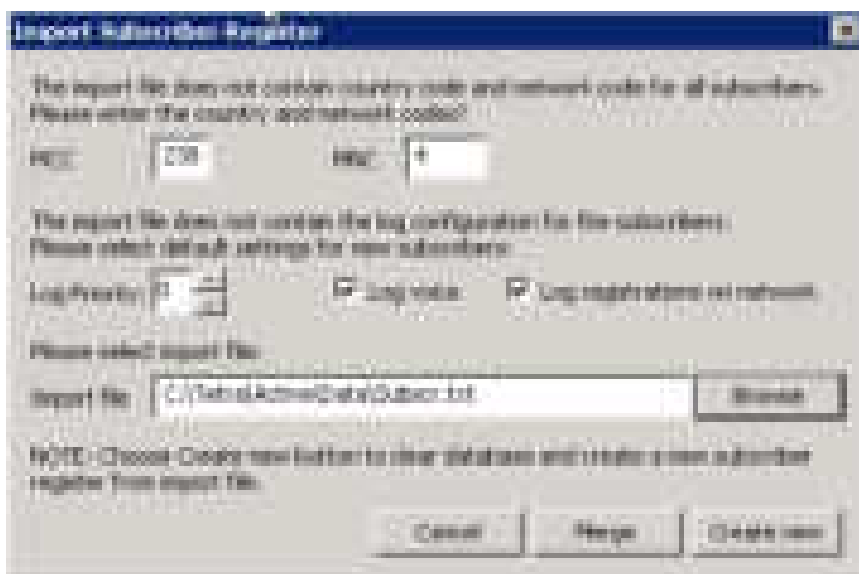 Import Subscriber Register
The import file does not contain country code and network code for all subscribers.
Please enter the country and network codes!
MCC 238 MNC 4
The import file does not contain the log configuration for the subscribers.
Please select default settings for new subscribers:
Log Priority 0 Log voice Log registrations on network
Please select import file:
Import file Browse
NOTE: Choose Create new button to clear database and create a new subscriber
register from import file.
Cancel Merge Create new